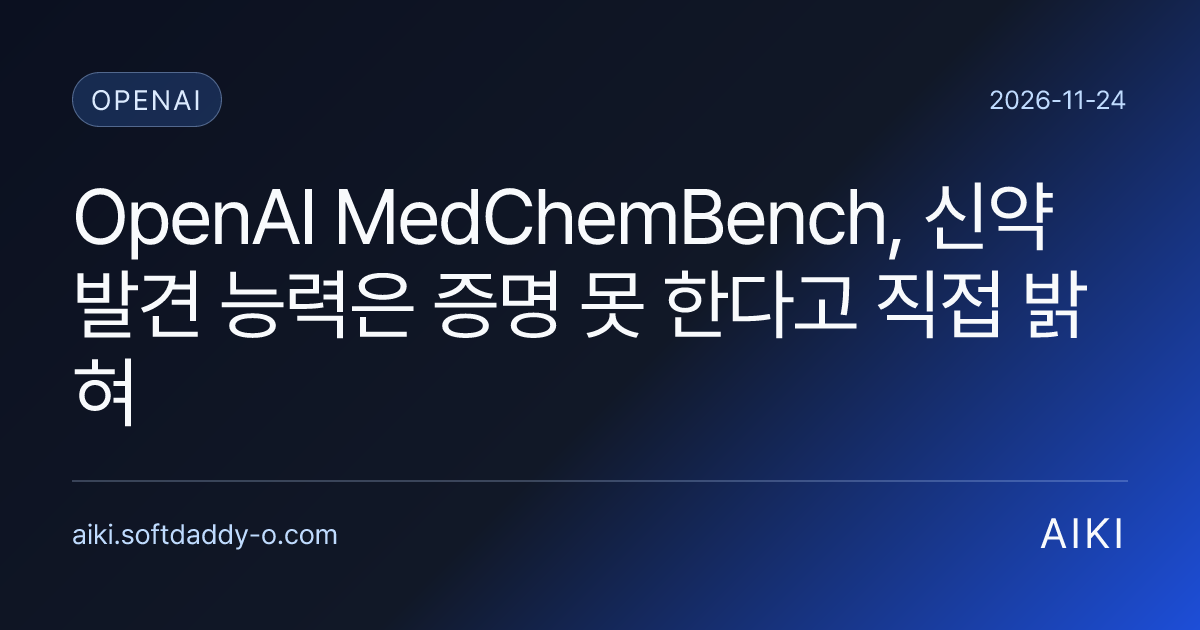 OPENAI
2026-11-24
OpenAI MedChemBench, 신약
발견 능력은 증명 못 한다고 직접 밝
혀
aiki.softdaddy-o.com
AIKI